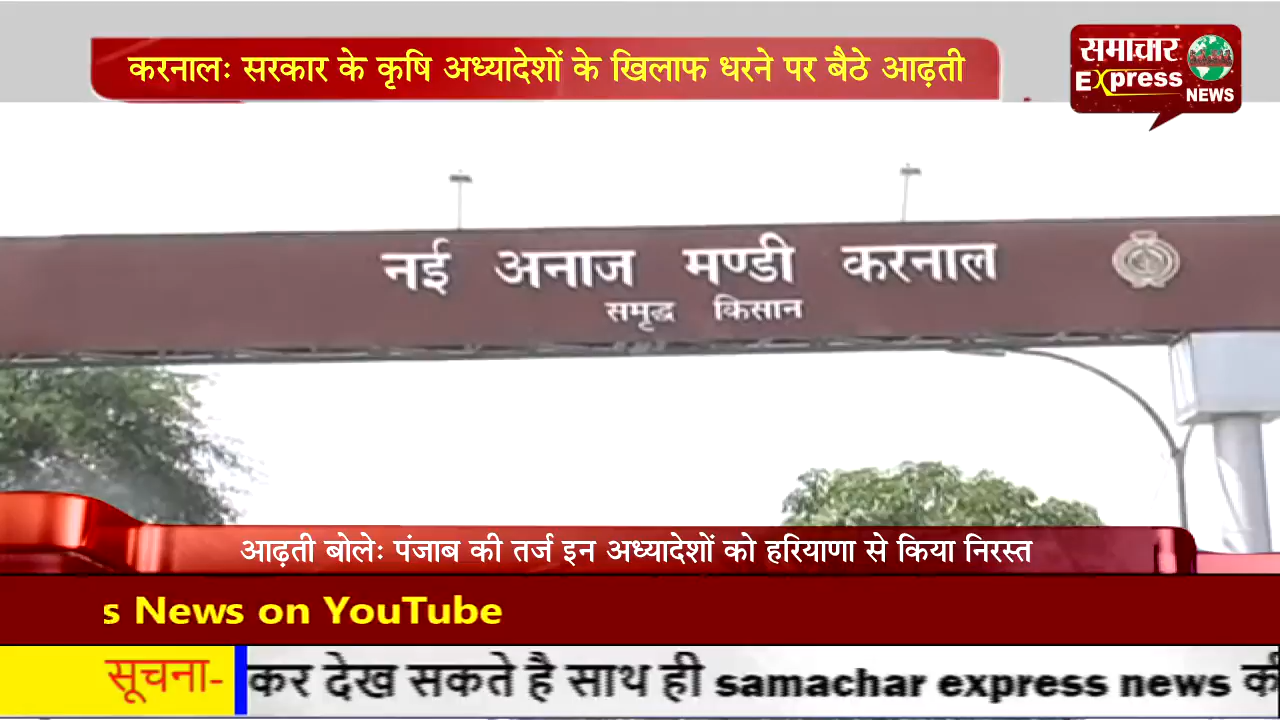 करनालः सरकार के कृषि अध्यादेशों के खिलाफ धरने पर बैठे आढ़ती
समाचार
Express
NEWS
नई अनाज मण्डी करनाल
समृद्ध किसान
आढ़ती बोलेः पंजाब की तर्ज इन अध्यादेशों को हरियाणा से किया निरस्त
s News on YouTube
सूचना- कर देख सकते है साथ ही samachar express news की